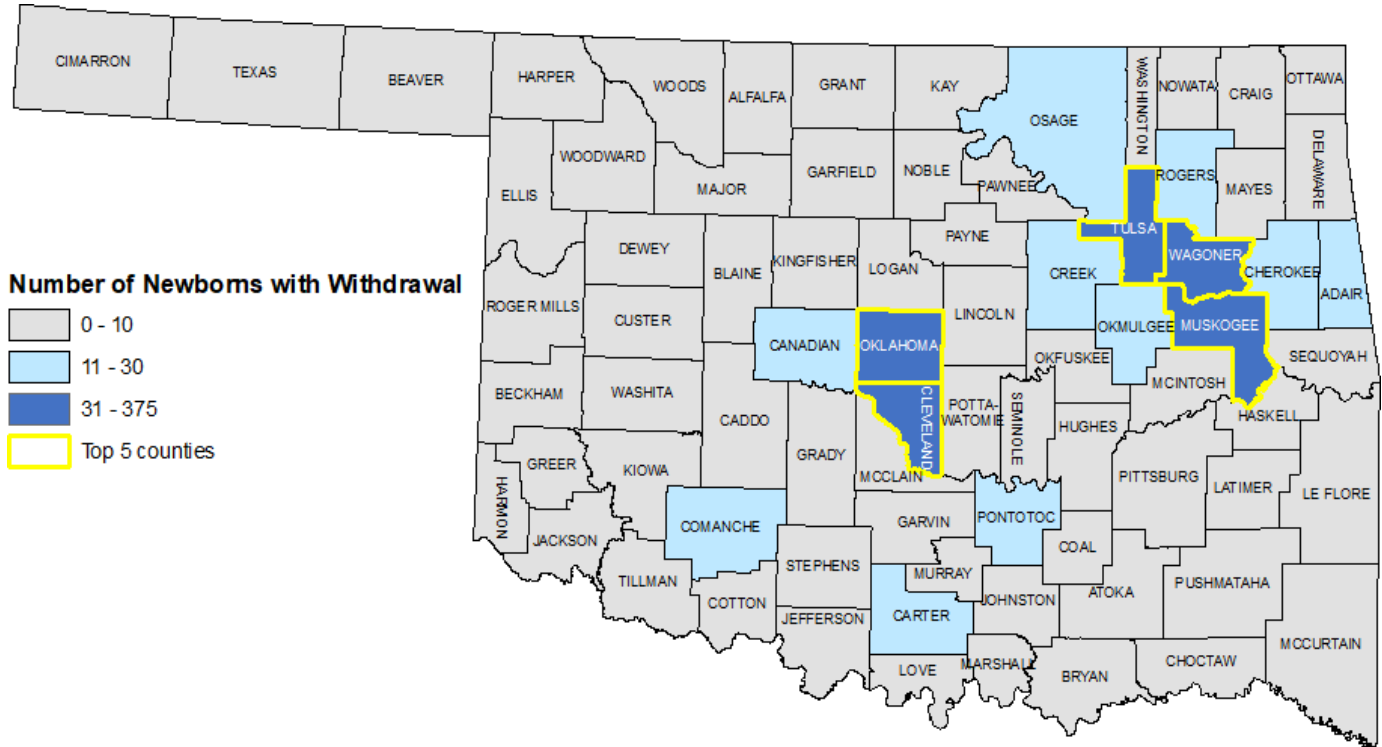 CIMARRON
TEXAS
BEAVER
HARPER
WOODS
ALFALFA
GRANT
KAY
OSAGE
WASHINGTON
NOWATA
CRAIG
OTTAWA
DELAWARE
WOODWARD
ELLIS
MAJOR
GARFIELD
NOBLE
PAWNEE
ROGERS
MAYES
TULSA
WAGONER
CHEROKEE
ADAIR
DEWEY
BLAINE
KINGFISHER
LOGAN
PAYNE
CREEK
Number of Newborns with Withdrawal
0 - 10
11 - 30
31 - 375
Top 5 counties
ROGER MILLS
CUSTER
CANADIAN
OKLAHOMA
LINCOLN
OKMULGEE
MUSKOGEE
SEQUOYAH
OKFUSKEE
MCINTOSH
HASKELL
BECKHAM
WASHITA
CADDO
GRADY
CLEVELAND
POTTA-
WATOMIE
SEMINOLE
HUGHES
PITTSBURG
LATIMER
LE FLORE
GREER
KIOWA
HARMON
JACKSON
COMANCHE
MCCLAIN
GARVIN
PONTOTOC
COAL
TILLMAN
COTTON
STEPHENS
MURRAY
JOHNSTON
ATOKA
PUSHMATAHA
JEFFERSON
CARTER
LOVE
MARSHALL
BRYAN
CHOCTAW
MCCURTAIN